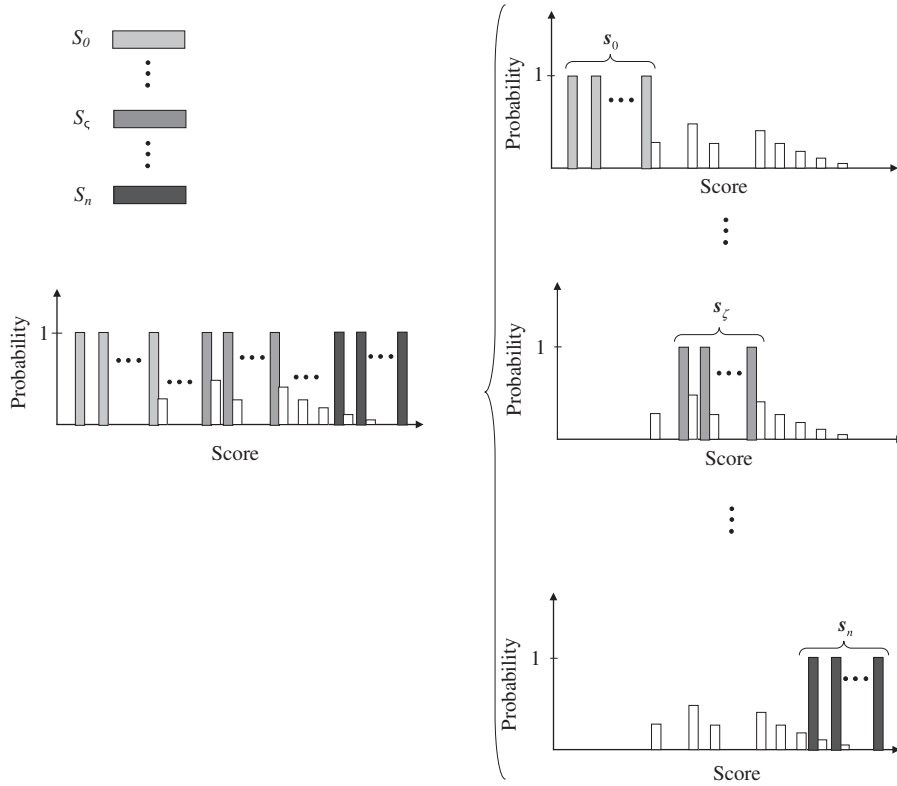 S0
Sς
Sn
Probability
1
Score
s0
Probability
1
Score
sζ
Probability
1
Score
sn
Probability
1
Score